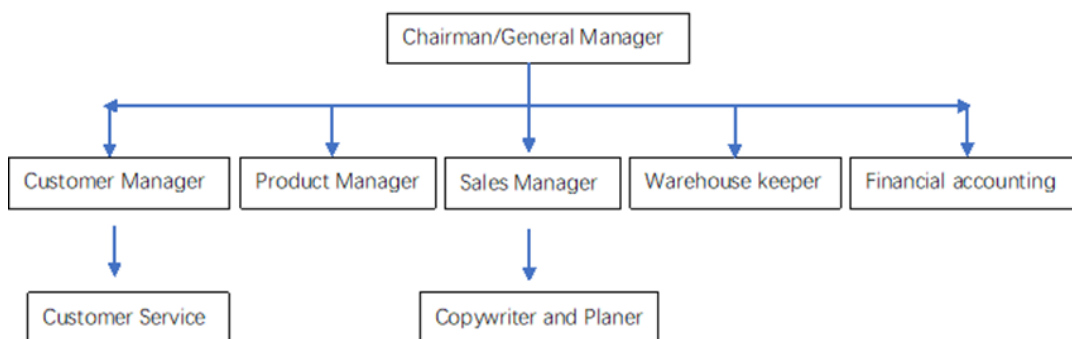 Chairman/General Manager
Customer Manager
Product Manager
Sales Manager
Warehouse keeper
Financial accounting
Customer Service
Copywriter and Planer